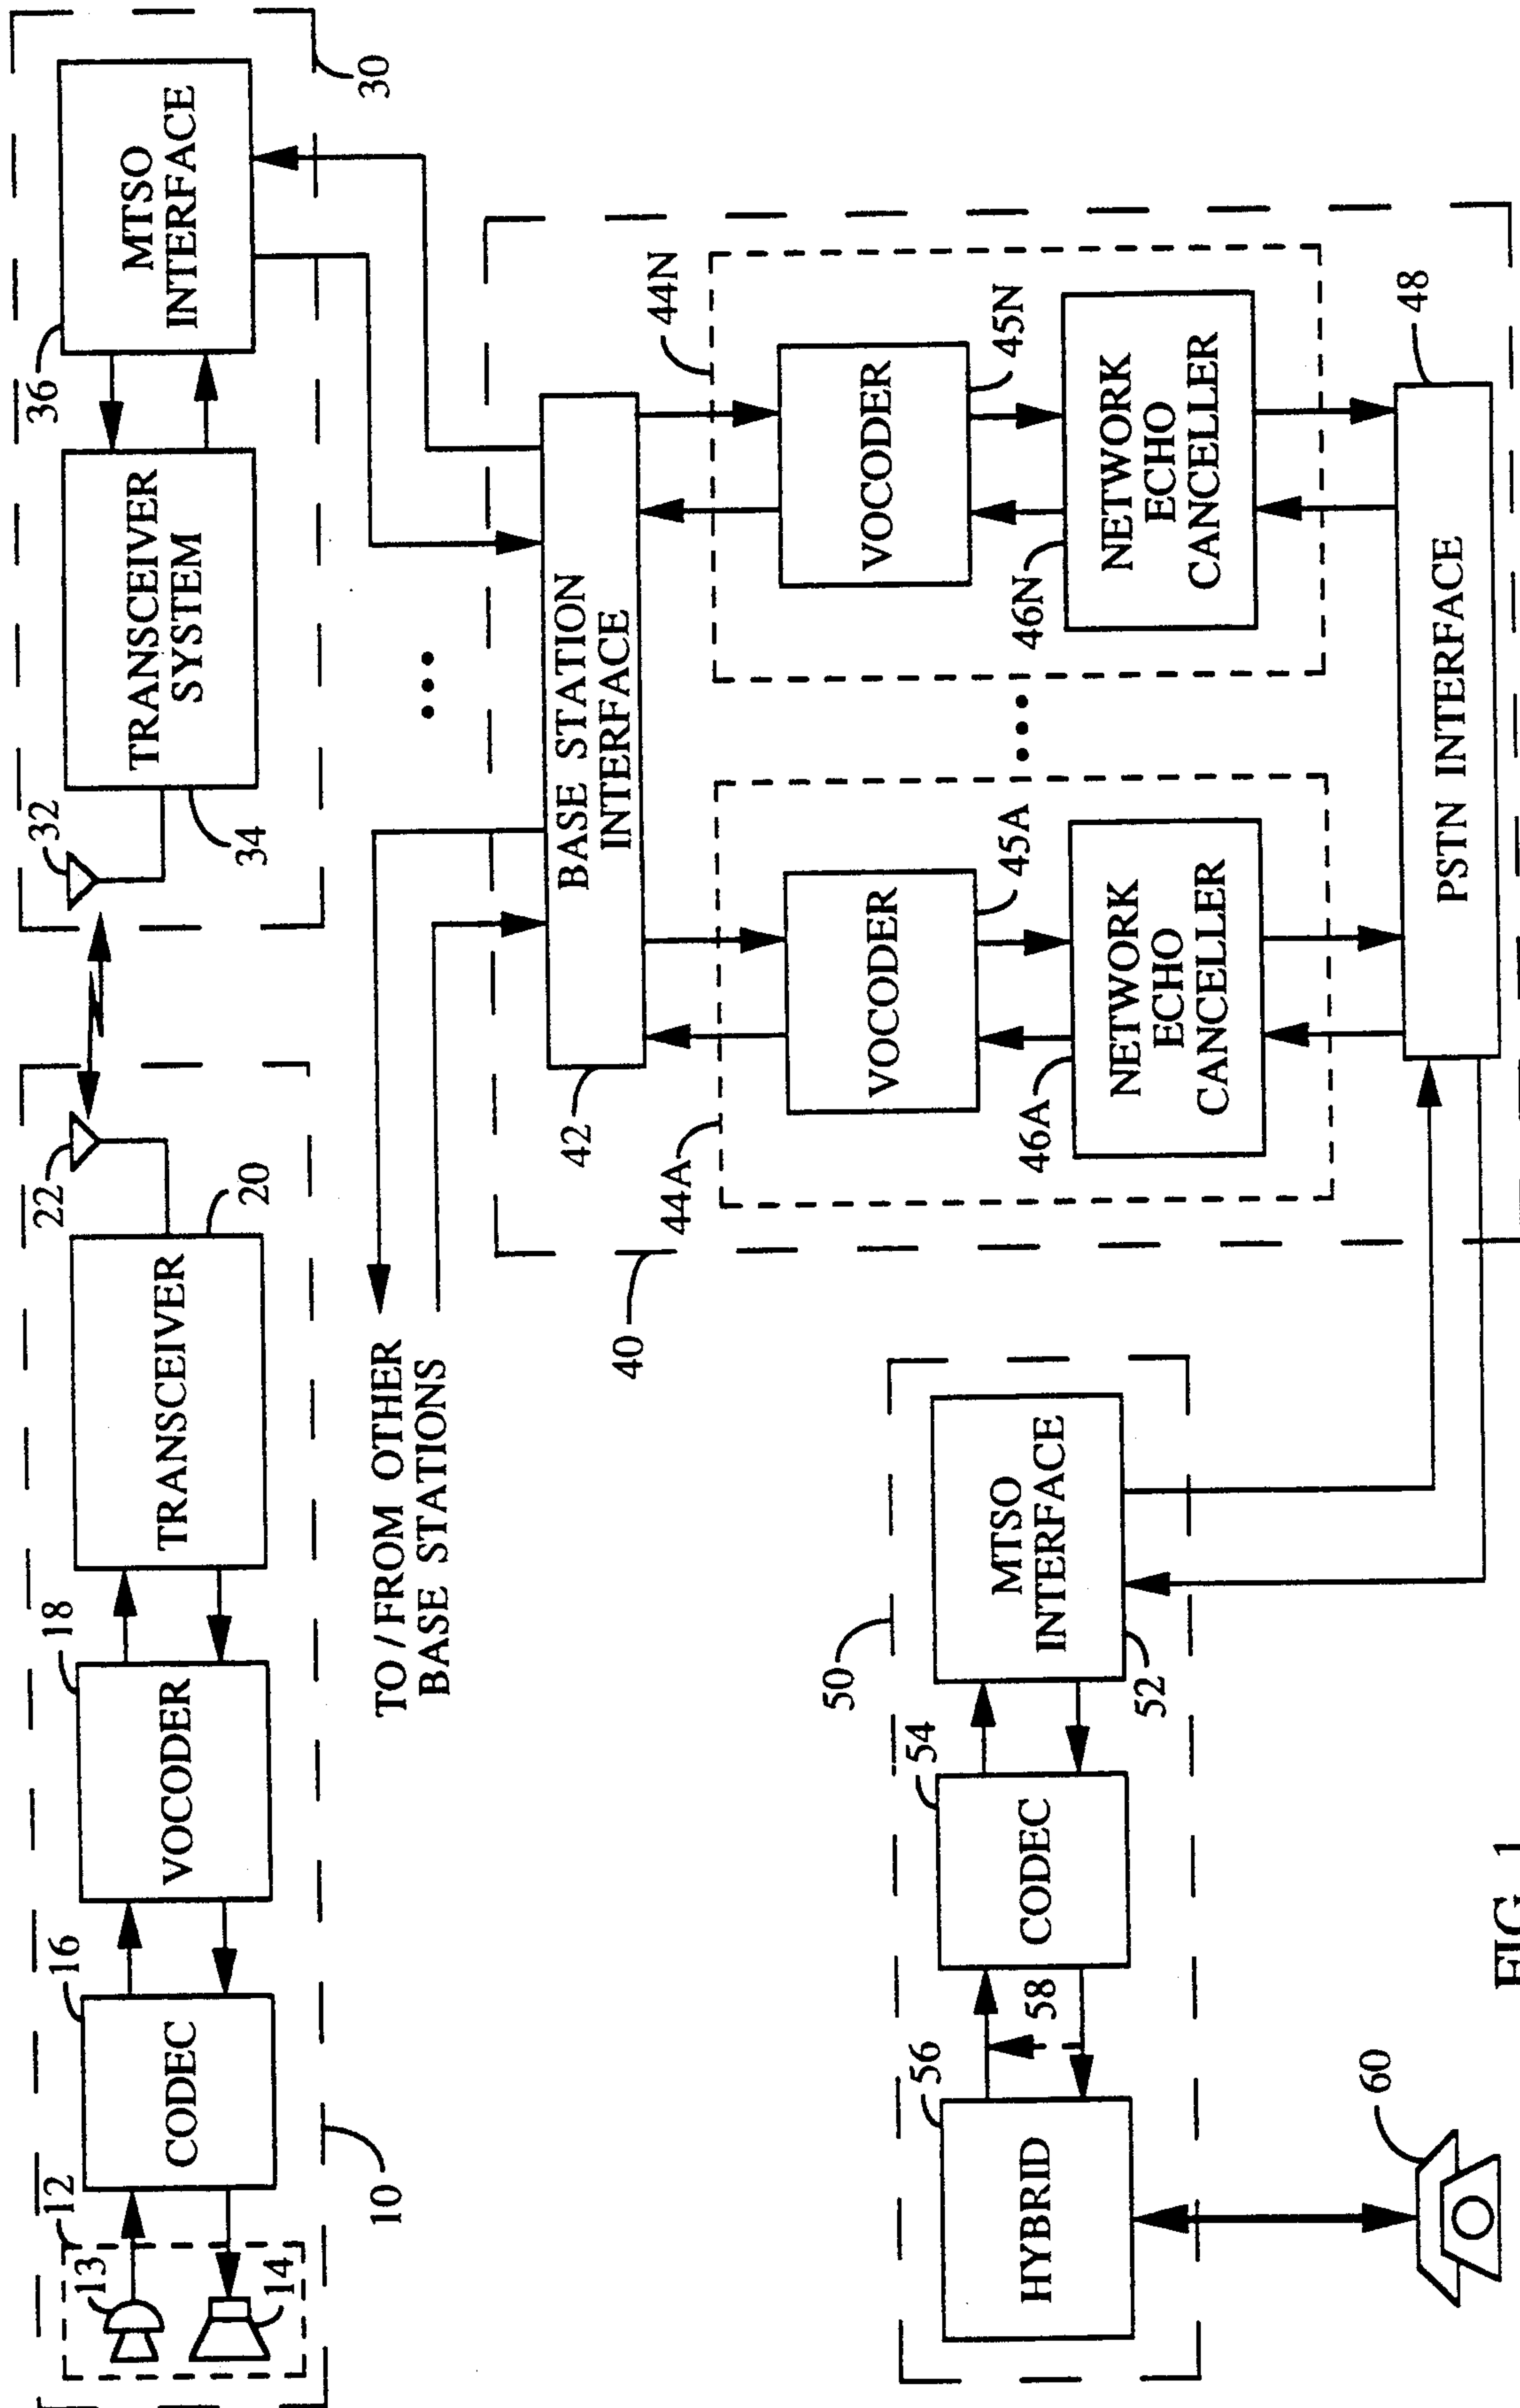 12
13
14
CODEC
16
VOCODER
18
TRANSCEIVER
20
22
10
32
TRANSCEIVER
SYSTEM
34
36
MTSO
INTERFACE
30
TO/FROM OTHER
BASE STATIONS
BASE STATION
INTERFACE
42
40
44A
VOCODER
45A
46A
NETWORK
ECHO
CANCELLER
44N
VOCODER
45N
46N
NETWORK
ECHO
CANCELLER
48
PSTN INTERFACE
50
HYBRID
56
58
CODEC
54
MTSO
INTERFACE
52
60
FIG. 1